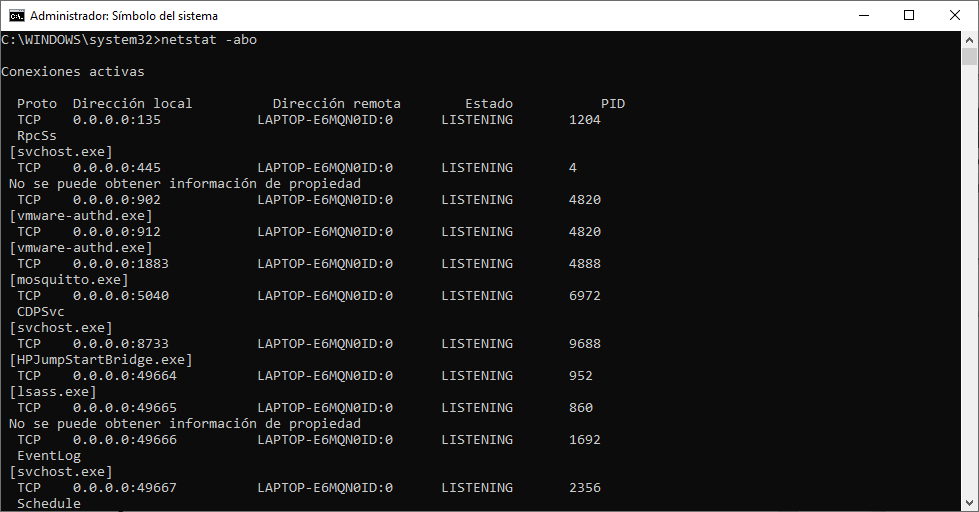 Administrador: Símbolo del sistema
C:\WINDOWS\system32>netstat -abo
Conexiones activas
Proto  Dirección local          Dirección remota        Estado           PID
TCP    0.0.0.0:135            LAPTOP-E6MQN0ID:0      LISTENING       1204
RpcSs
[svchost.exe]
TCP    0.0.0.0:445            LAPTOP-E6MQN0ID:0      LISTENING       4
No se puede obtener información de propiedad
TCP    0.0.0.0:902            LAPTOP-E6MQN0ID:0      LISTENING       4820
[vmware-authd.exe]
TCP    0.0.0.0:912            LAPTOP-E6MQN0ID:0      LISTENING       4820
[vmware-authd.exe]
TCP    0.0.0.0:1883           LAPTOP-E6MQN0ID:0      LISTENING       4888
[mosquitto.exe]
TCP    0.0.0.0:5040           LAPTOP-E6MQN0ID:0      LISTENING       6972
CDPSvc
[svchost.exe]
TCP    0.0.0.0:8733           LAPTOP-E6MQN0ID:0      LISTENING       9688
[HPJumpStartBridge.exe]
TCP    0.0.0.0:49664          LAPTOP-E6MQN0ID:0      LISTENING       952
[lsass.exe]
TCP    0.0.0.0:49665          LAPTOP-E6MQN0ID:0      LISTENING       860
No se puede obtener información de propiedad
TCP    0.0.0.0:49666          LAPTOP-E6MQN0ID:0      LISTENING       1692
EventLog
[svchost.exe]
TCP    0.0.0.0:49667          LAPTOP-E6MQN0ID:0      LISTENING       2356
Schedule